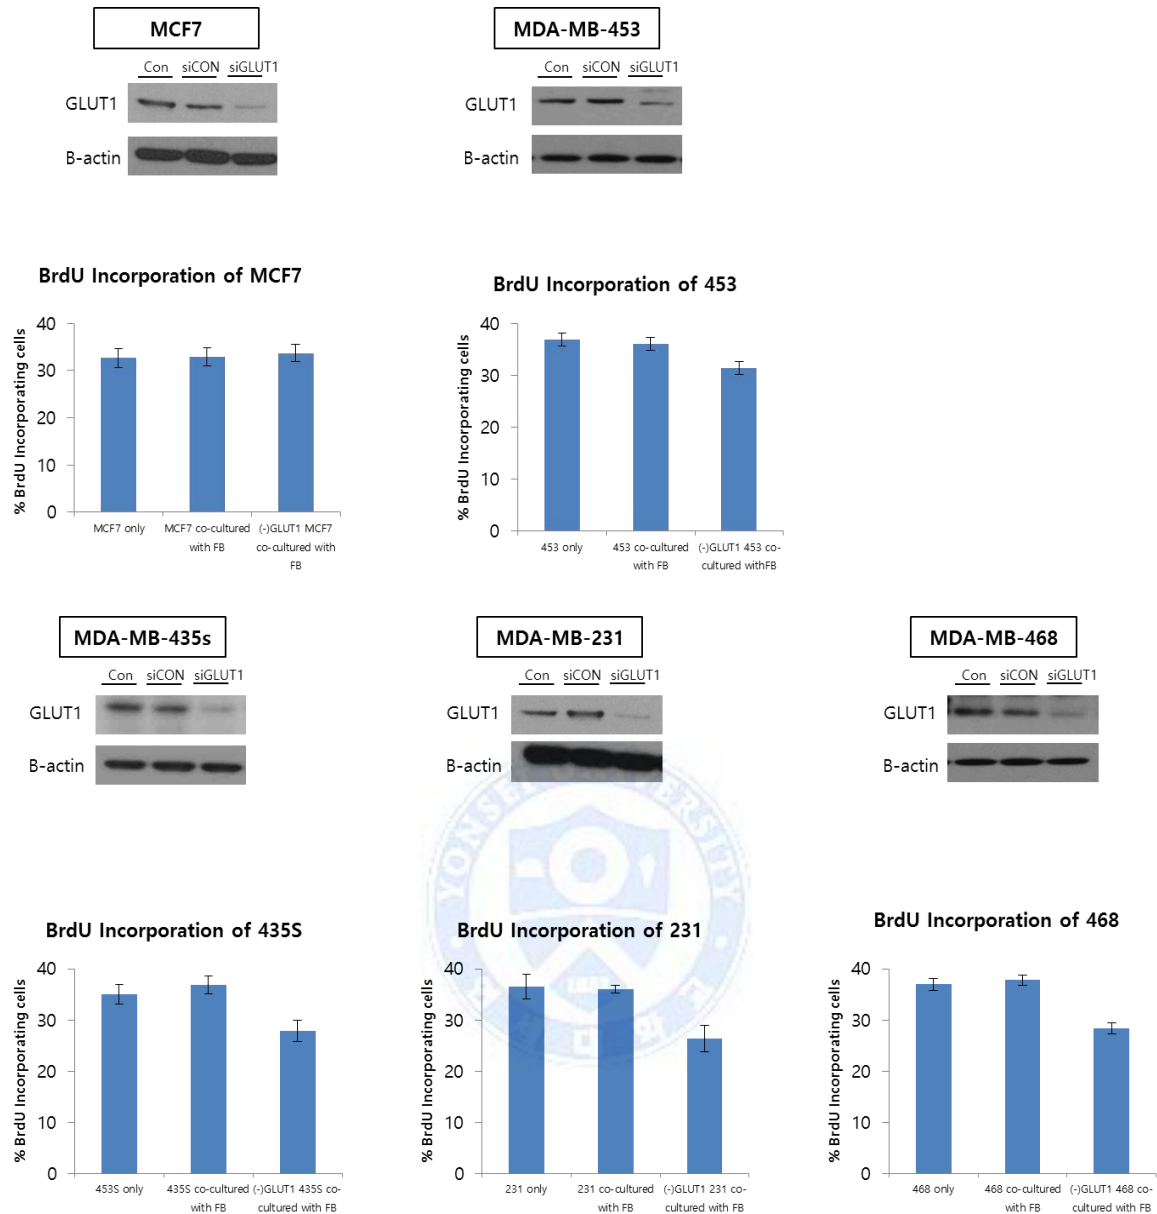 MCF7
Con siCON siGLUT1
GLUT1
B-actin
MDA-MB-453
Con siCON siGLUT1
GLUT1
B-actin
BrdU Incorporation of MCF7
% BrdU Incorporating cells
40
30
20
10
0
MCF7 only
MCF7 co-cultured
with FB
(-)GLUT1 MCF7
co-cultured with
FB
BrdU Incorporation of 453
% BrdU Incorporating cells
40
30
20
10
0
453 only
453 co-cultured
with FB
(-)GLUT1 453 co-
cultured withFB
MDA-MB-435s
Con siCON siGLUT1
GLUT1
B-actin
MDA-MB-231
Con siCON siGLUT1
GLUT1
B-actin
MDA-MB-468
Con siCON siGLUT1
GLUT1
B-actin
YONSEI UNIVERSITY
BrdU Incorporation of 435S
% BrdU Incorporating cells
40
30
20
10
0
453S only
435S co-cultured
with FB
(-)GLUT1 435S co-
cultured with FB
BrdU Incorporation of 231
% BrdU Incorporating cells
40
30
20
10
0
231 only
231 co-cultured
with FB
(-)GLUT1 231 co-
cultured with FB
BrdU Incorporation of 468
% BrdU Incorporating cells
40
30
20
10
0
468 only
468 co-cultured
with FB
(-)GLUT1 468 co-
cultured with FB